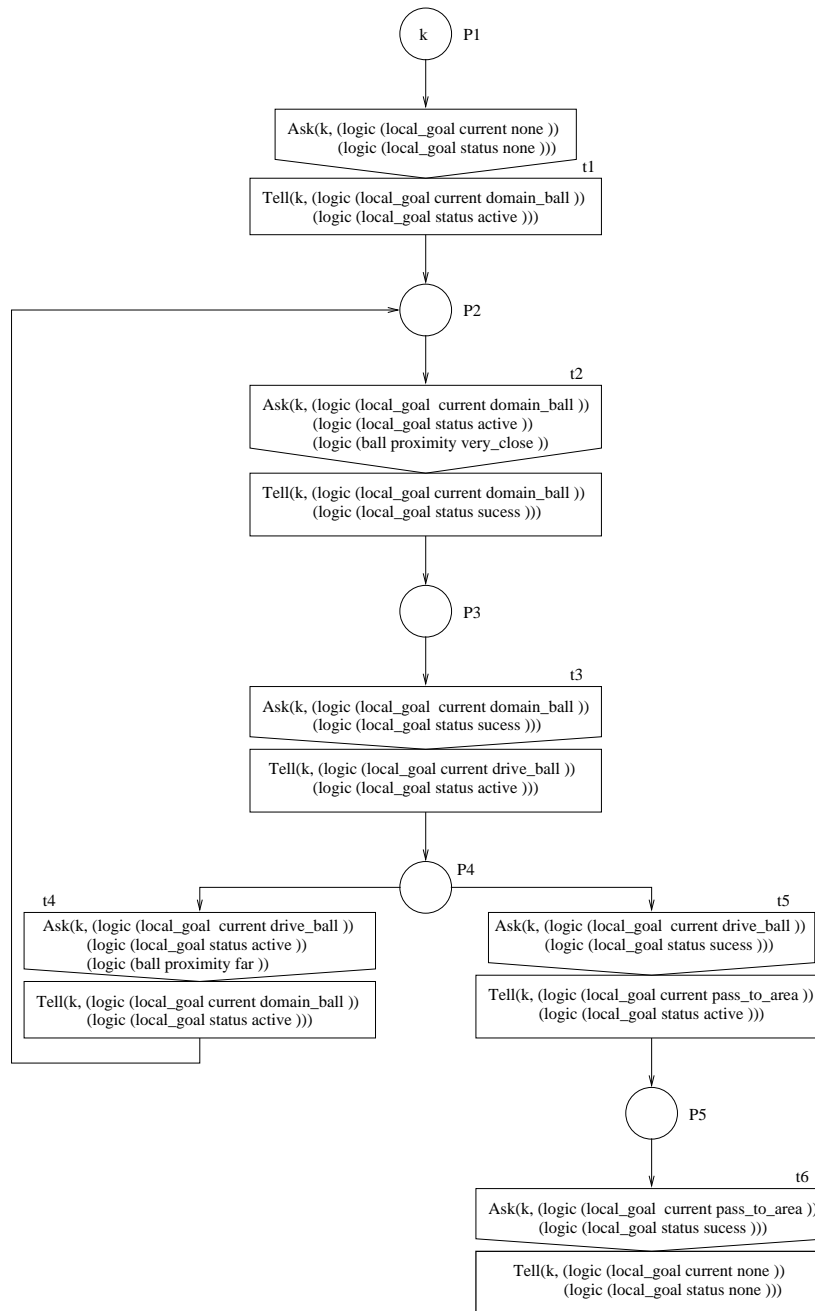 k P1
Ask(k, (logic (local_goal current none ))
(logic (local_goal status none )))
t1
Tell(k, (logic (local_goal current domain_ball ))
(logic (local_goal status active )))
P2
t2
Ask(k, (logic (local_goal current domain_ball ))
(logic (local_goal status active ))
(logic (ball proximity very_close ))
Tell(k, (logic (local_goal current domain_ball ))
(logic (local_goal status sucess )))
P3
t3
Ask(k, (logic (local_goal current domain_ball ))
(logic (local_goal status sucess )))
Tell(k, (logic (local_goal current drive_ball ))
(logic (local_goal status active )))
P4
t4
Ask(k, (logic (local_goal current drive_ball ))
(logic (local_goal status active ))
(logic (ball proximity far ))
Tell(k, (logic (local_goal current domain_ball ))
(logic (local_goal status active )))
t5
Ask(k, (logic (local_goal current drive_ball ))
(logic (local_goal status sucess )))
Tell(k, (logic (local_goal current pass_to_area ))
(logic (local_goal status active )))
P5
t6
Ask(k, (logic (local_goal current pass_to_area ))
(logic (local_goal status sucess )))
Tell(k, (logic (local_goal current none ))
(logic (local_goal status none )))